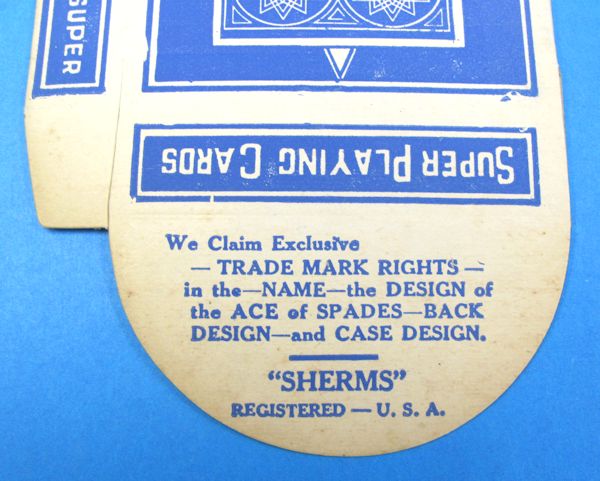 SUPER
SUPER PLAYING CARDS
We Claim Exclusive
— TRADE MARK RIGHTS —
in the—NAME—the DESIGN of
the ACE of SPADES—BACK
DESIGN—and CASE DESIGN.
"SHERMS"
REGISTERED — U. S. A.